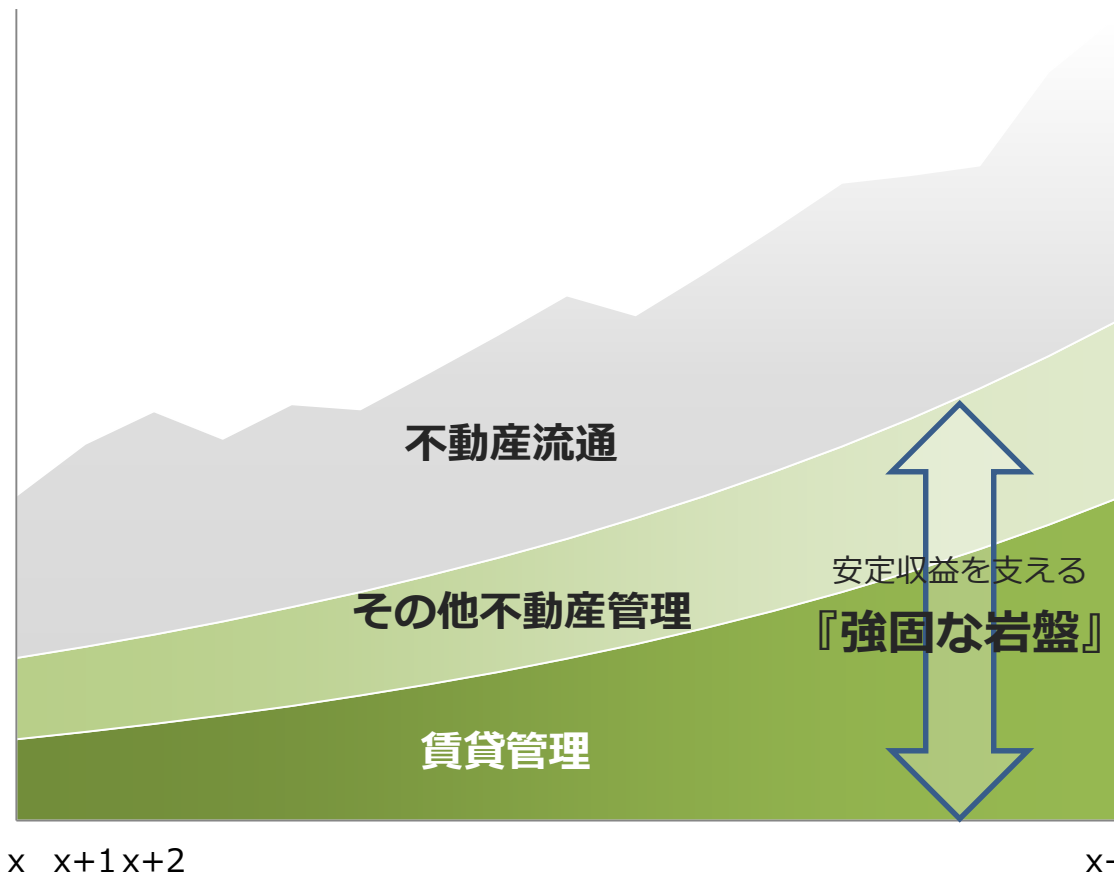 不動産流通
その他不動産管理
安定収益を支える
『強固な岩盤』
賃貸管理
x x+1 x+2